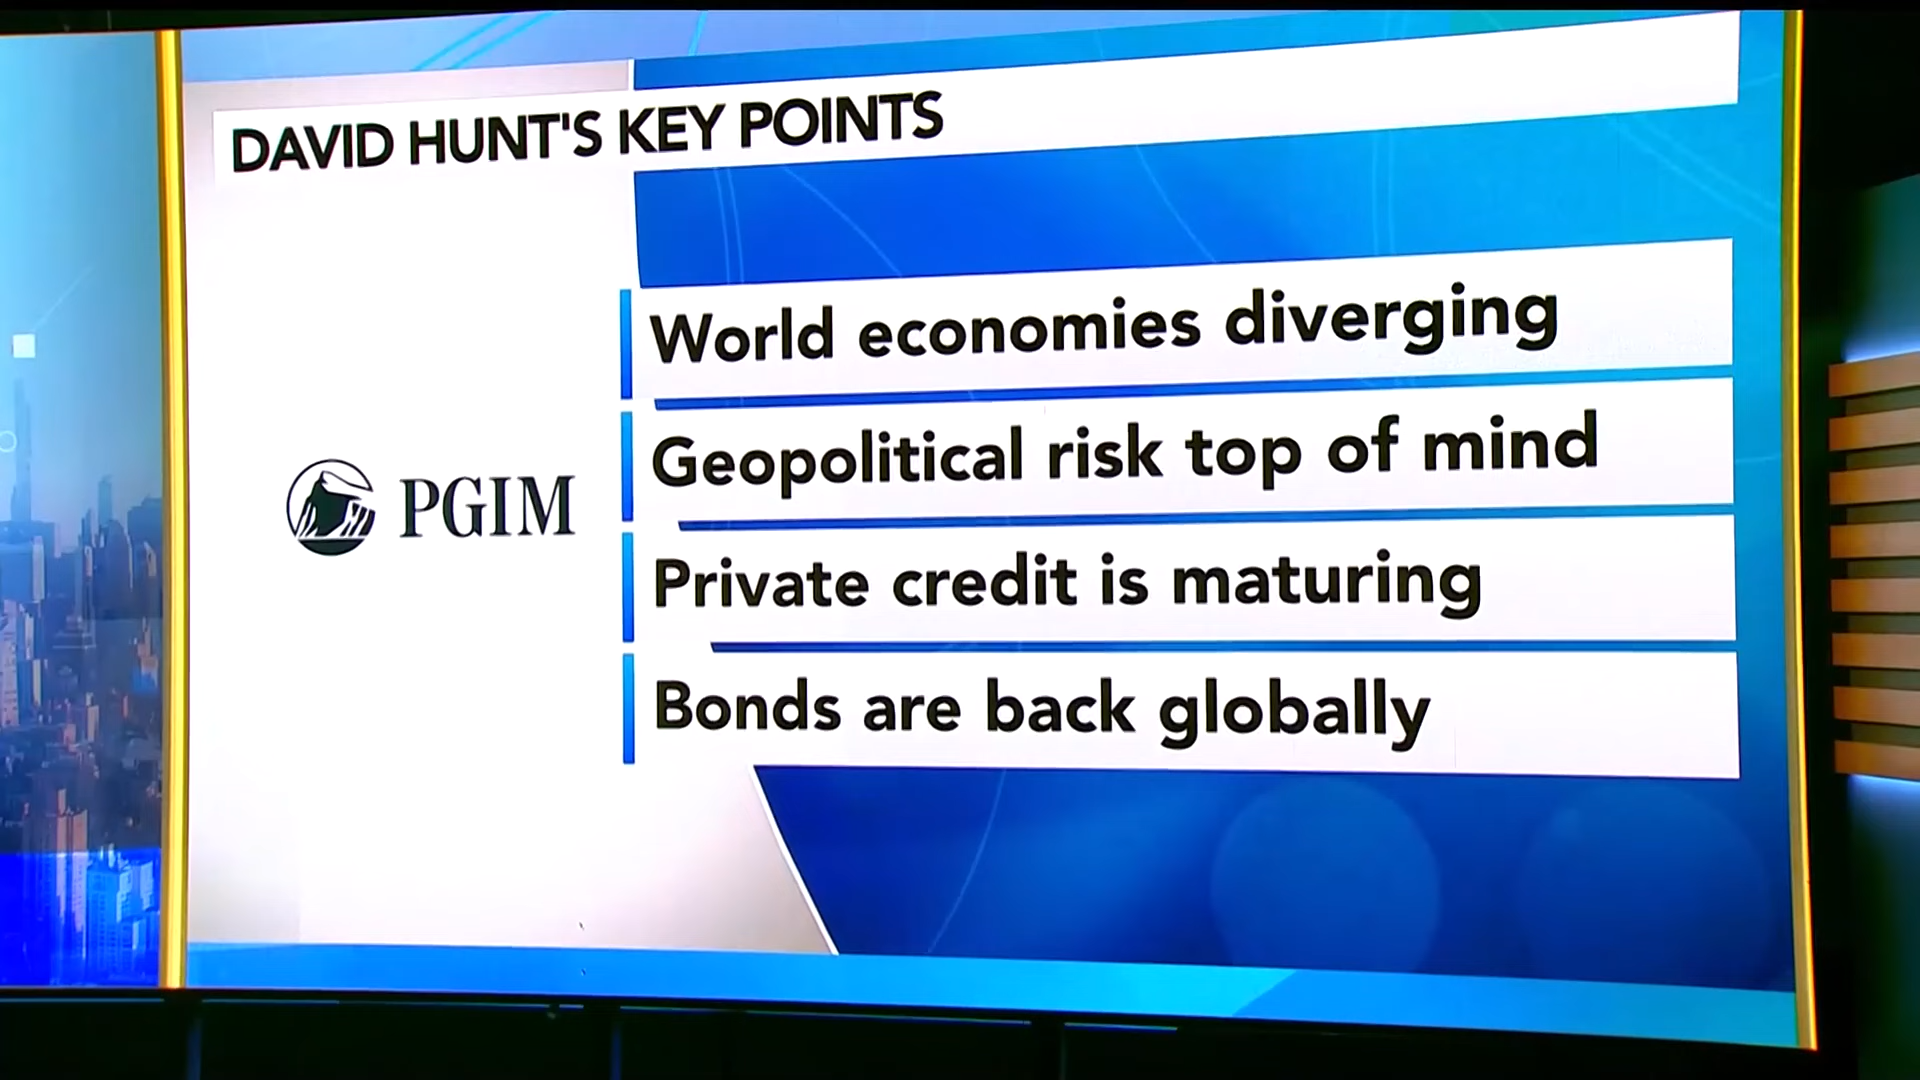 DAVID HUNT'S KEY POINTS
PGIM
World economies diverging
Geopolitical risk top of mind
Private credit is maturing
Bonds are back globally